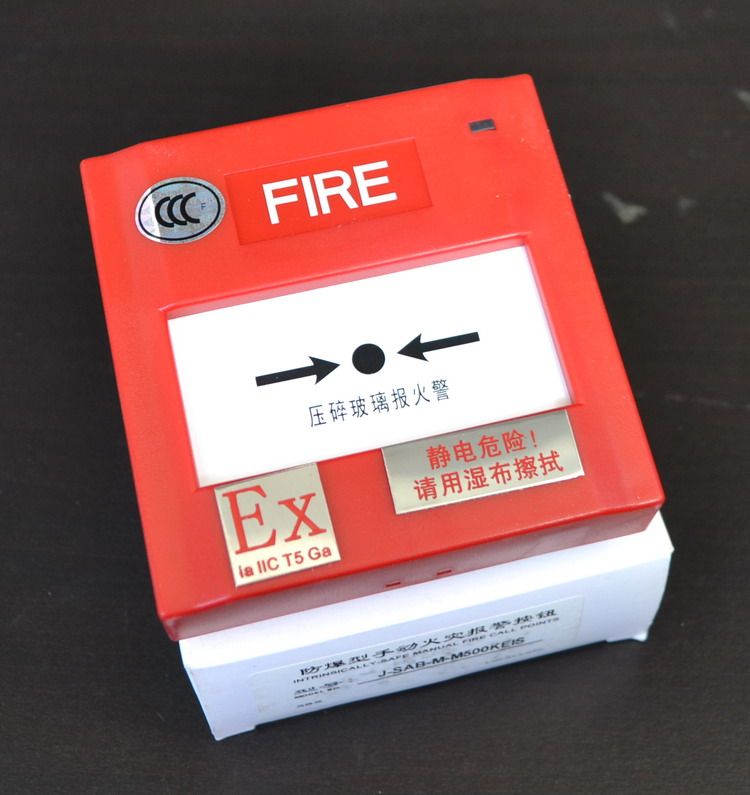 CCC F
FIRE
压碎玻璃报火警
静电危险!
请用湿布擦拭
Ex
ia IIC T5 Ga
防爆型手动火灾报警按钮
INTRINSICALLY-SAFE MANUAL FIRE CALL POINTS
型号: J-SAB-M-M500KEIS